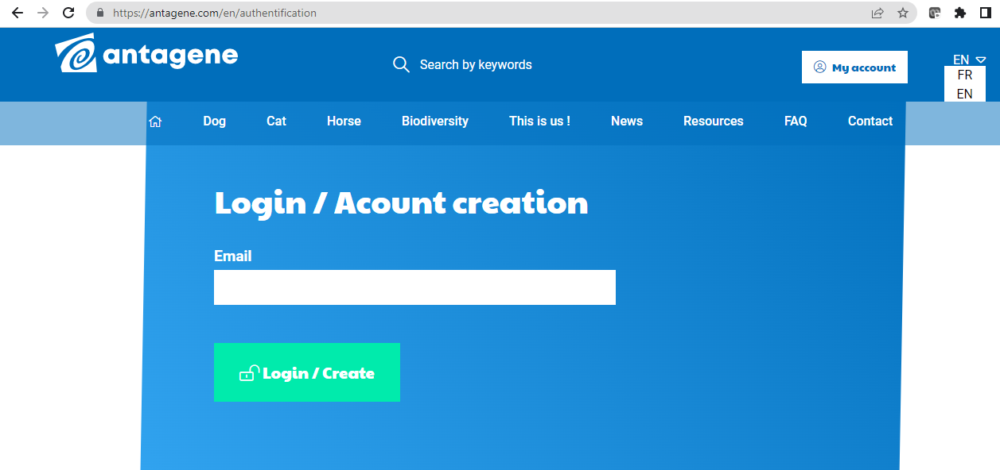 https://antagene.com/en/authentification
antagene
Search by keywords
My account
EN
FR
EN
Dog
Cat
Horse
Biodiversity
This is us !
News
Resources
FAQ
Contact
Login / Acount creation
Email
Login / Create